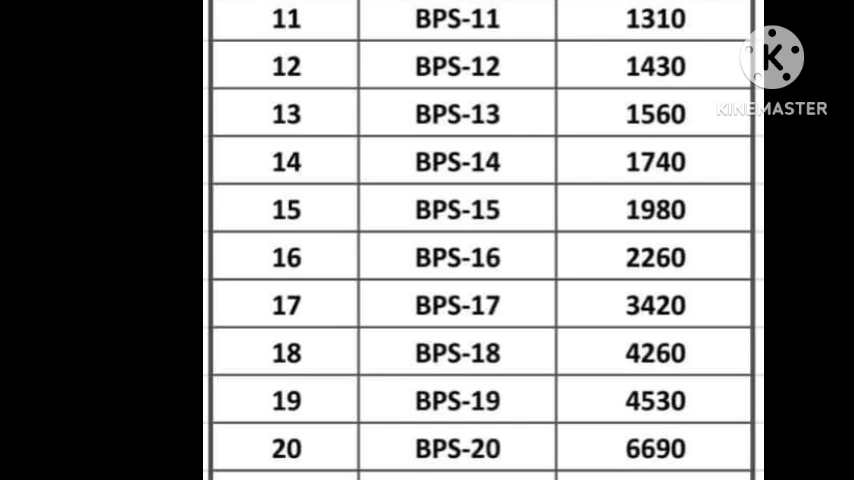 11 BPS-11 1310
12 BPS-12 1430
13 BPS-13 1560
14 BPS-14 1740
15 BPS-15 1980
16 BPS-16 2260
17 BPS-17 3420
18 BPS-18 4260
19 BPS-19 4530
20 BPS-20 6690
K
KINEMASTER